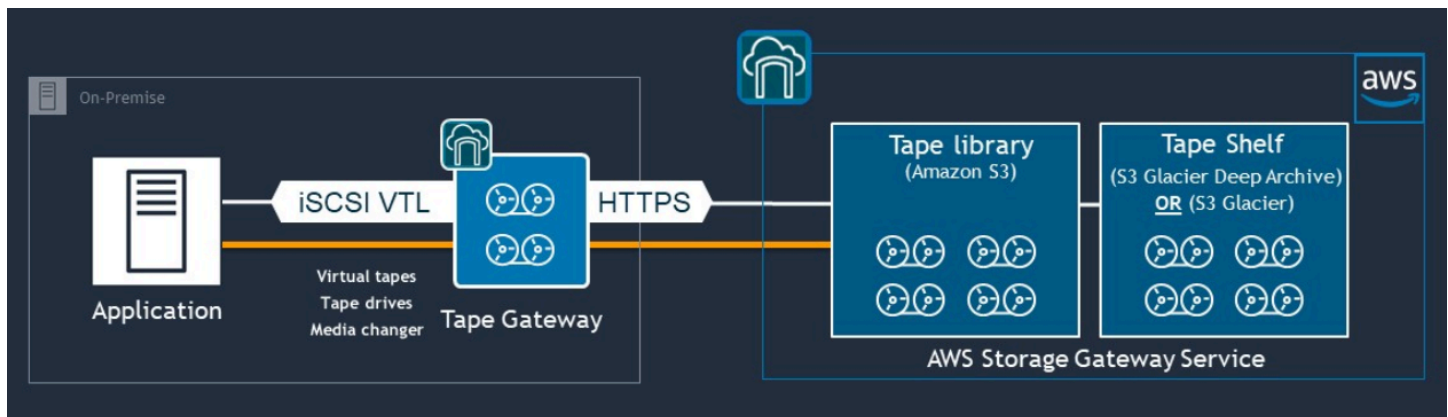 On-Premise
Application
iSCSI VTL
Virtual tapes
Tape drives
Media changer
Tape Gateway
HTTPS
aws
Tape library
(Amazon S3)
Tape Shelf
(S3 Glacier Deep Archive)
OR (S3 Glacier)
AWS Storage Gateway Service